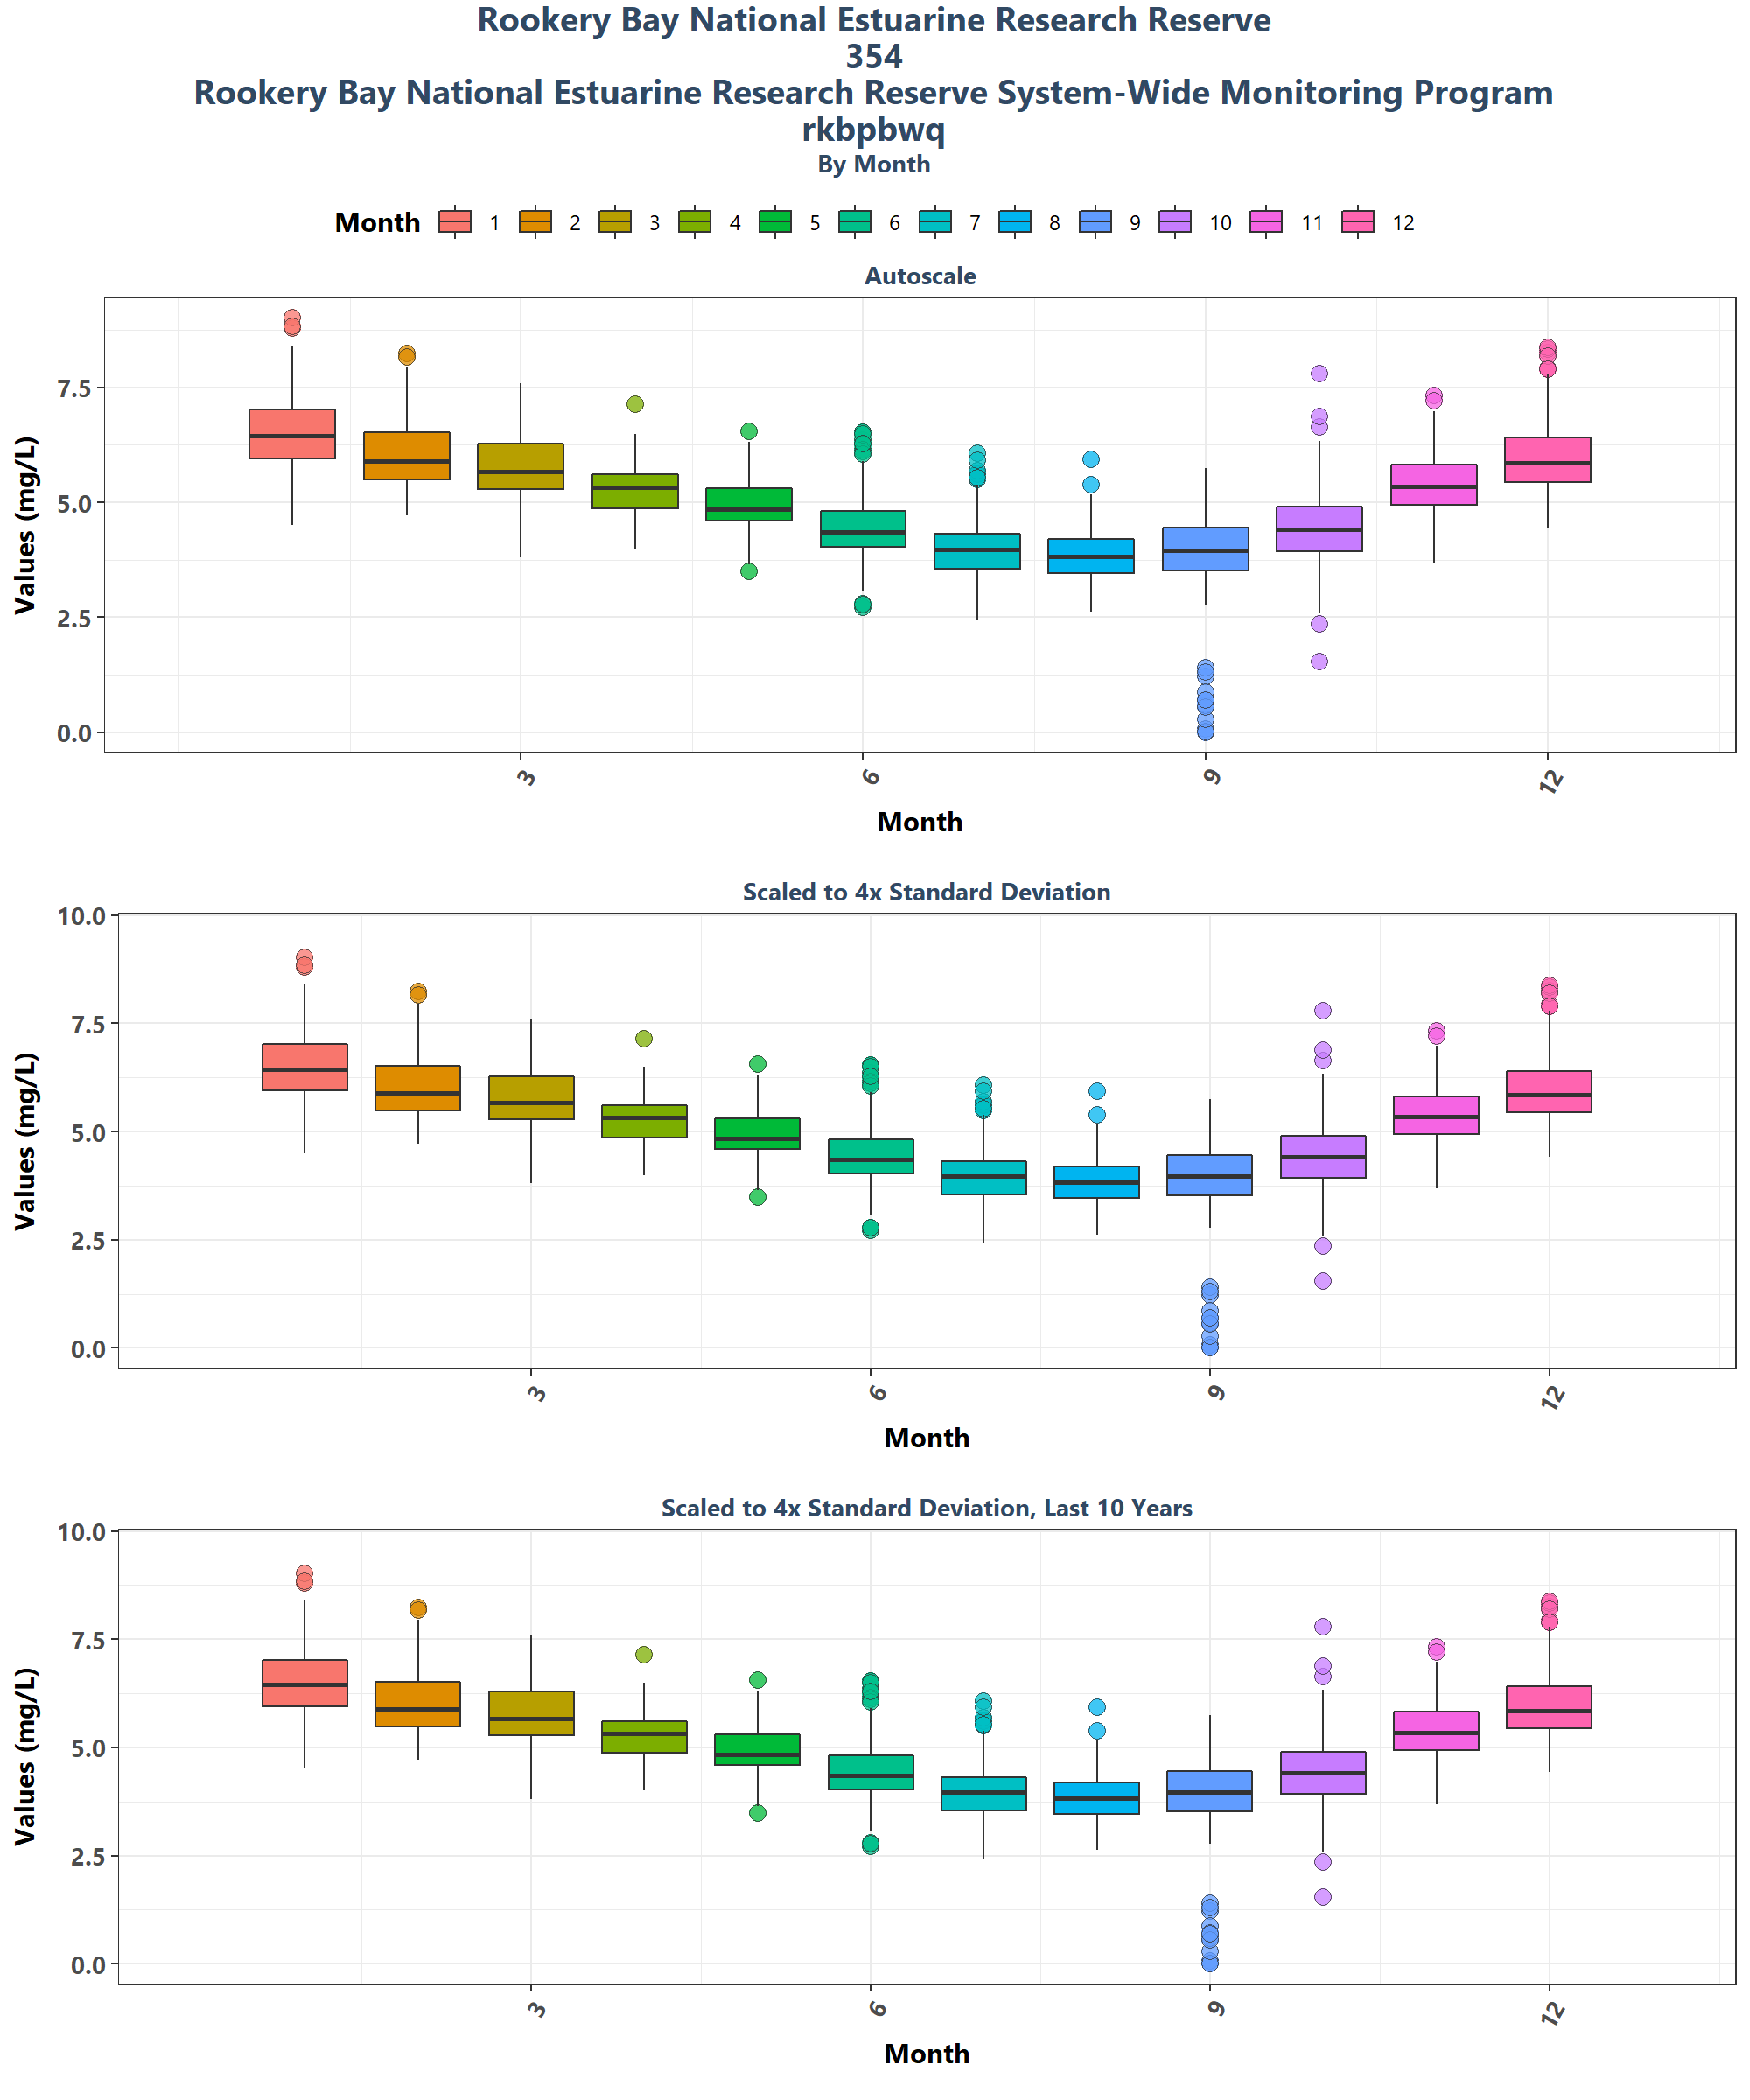 Rookery Bay National Estuarine Research Reserve
354
Rookery Bay National Estuarine Research Reserve System-Wide Monitoring Program
rkbpbwq
By Month
Month 1 2 3 4 5 6 7 8 9 10 11 12
Autoscale
Values (mg/L)
7.5
5.0
2.5
0.0
3 6 9 12
Month
Scaled to 4x Standard Deviation
Values (mg/L)
10.0
7.5
5.0
2.5
0.0
3 6 9 12
Month
Scaled to 4x Standard Deviation, Last 10 Years
Values (mg/L)
10.0
7.5
5.0
2.5
0.0
3 6 9 12
Month